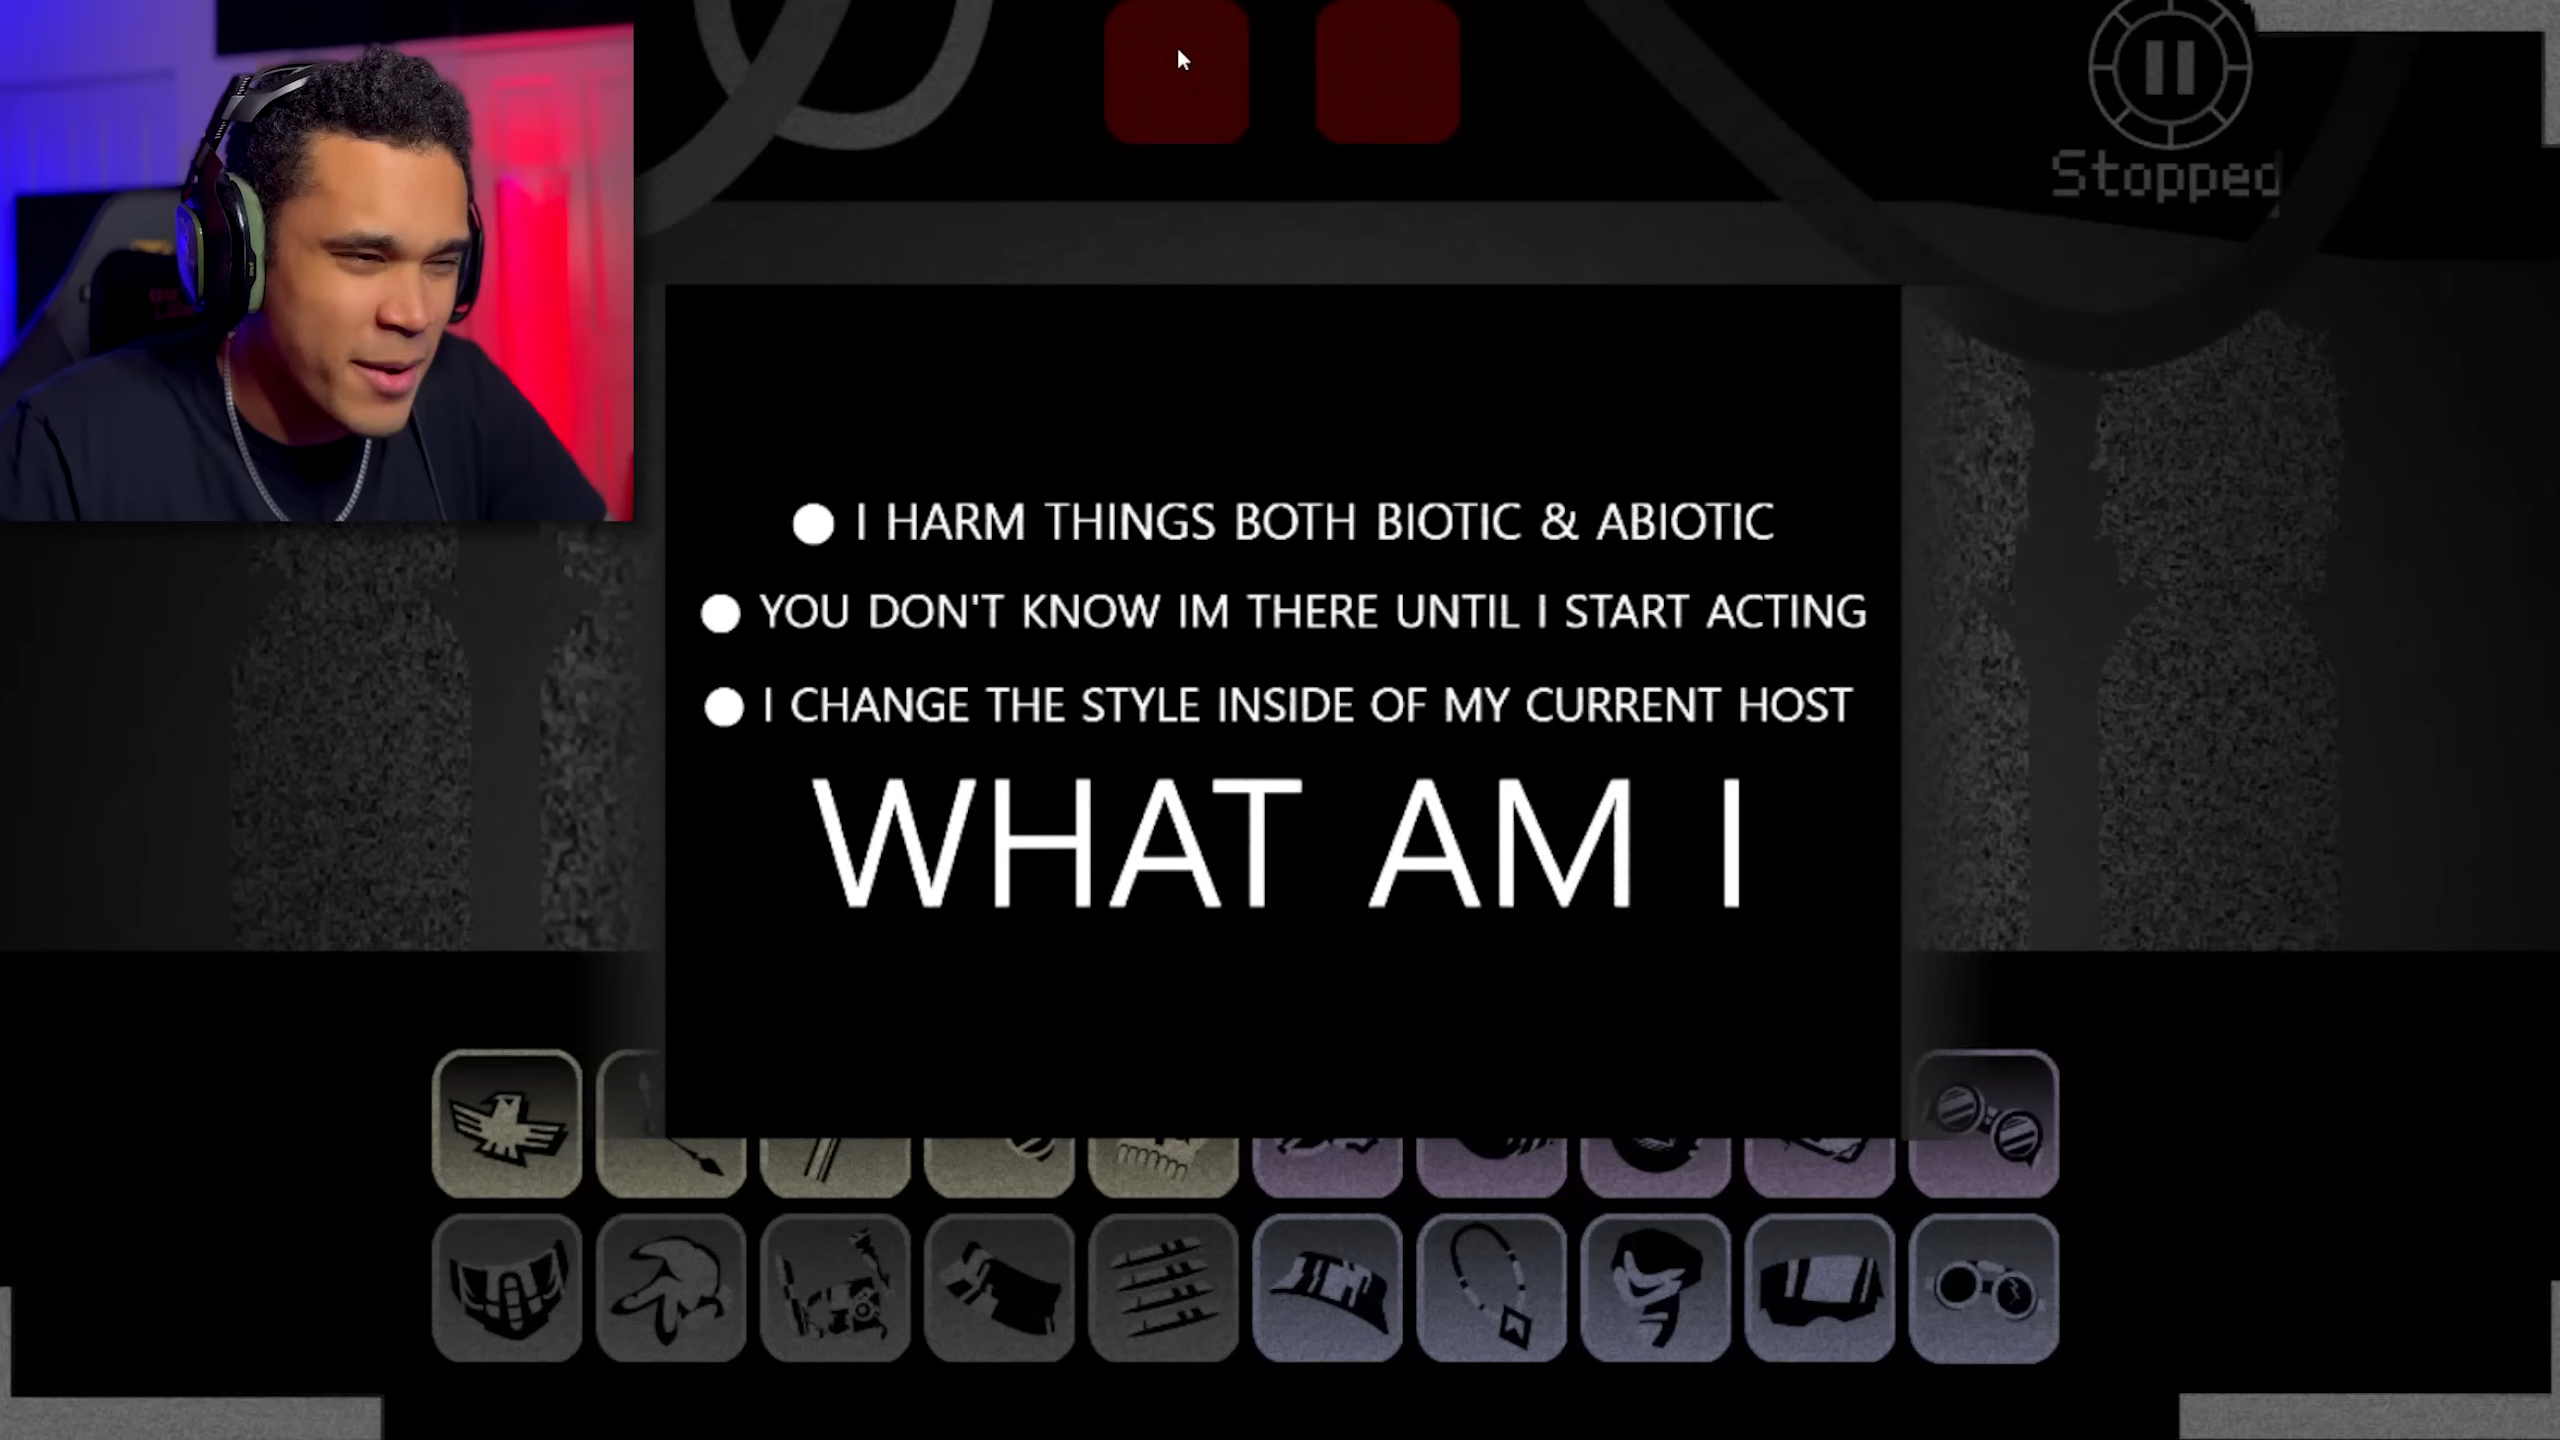 Stopped
● I HARM THINGS BOTH BIOTIC & ABIOTIC
● YOU DON'T KNOW IM THERE UNTIL I START ACTING
● I CHANGE THE STYLE INSIDE OF MY CURRENT HOST
WHAT AM I